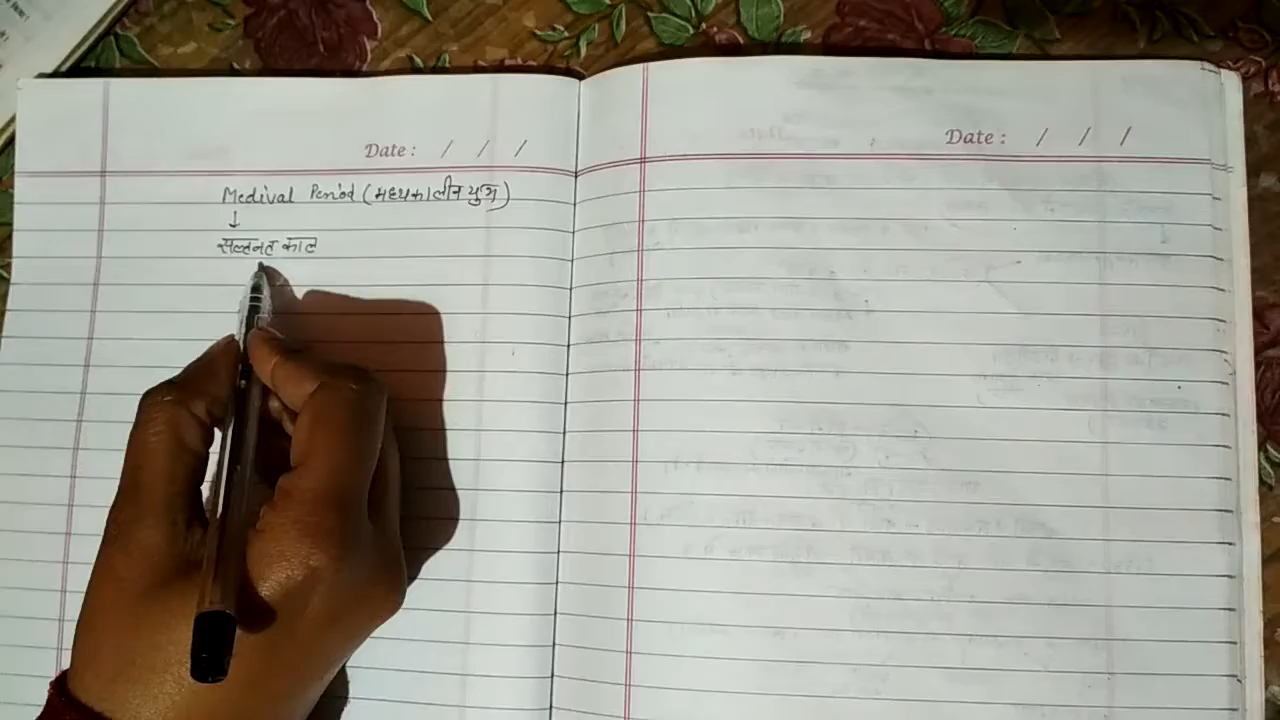 Date : / / /
Medival Period (मध्यकालीन युग)
↓
सल्तनत काल
Date : / / /